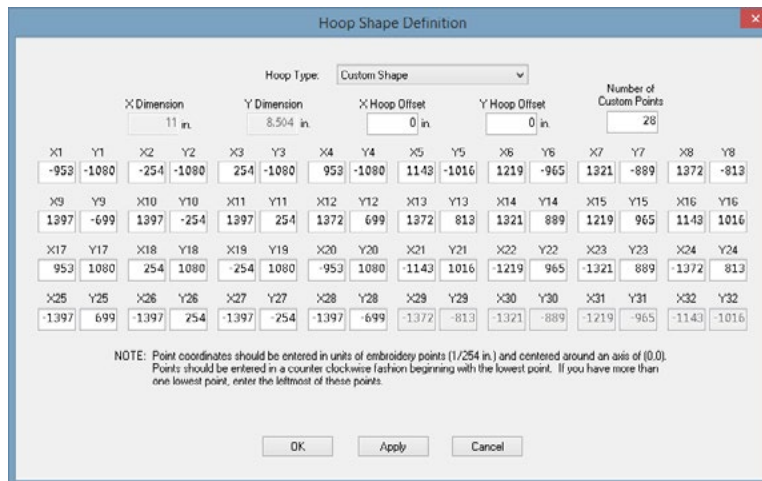 Hoop Shape Definition
x
Hoop Type: Custom Shape
X Dimension Y Dimension X Hoop Offset Y Hoop Offset Number of Custom Points
11 in. 8.504 in. 0 in 0 in 28
X1 Y1 X2 Y2 X3 Y3 X4 Y4 X5 Y5 X6 Y6 X7 Y7 X8 Y8
-953 -1080 -254 -1080 254 -1080 953 -1080 1143 -1016 1219 -965 1321 -889 1372 -813
X9 Y9 X10 Y10 X11 Y11 X12 Y12 X13 Y13 X14 Y14 X15 Y15 X16 Y16
1397 -699 1397 -254 1397 254 1372 699 1372 813 1321 889 1219 965 1143 1016
X17 Y17 X18 Y18 X19 Y19 X20 Y20 X21 Y21 X22 Y22 X23 Y23 X24 Y24
953 1080 254 1080 -254 1080 -953 1080 -1143 1016 -1219 965 -1321 889 -1372 813
X25 Y25 X26 Y26 X27 Y27 X28 Y28 X29 Y29 X30 Y30 X31 Y31 X32 Y32
-1397 699 -1397 254 -1397 -254 -1397 -699 -1372 -813 -1321 -889 -1219 -965 -1143 -1016
NOTE: Point coordinates should be entered in units of embroidery points (1/254 in.) and centered around an axis of (0,0).
Points should be entered in a counter clockwise fashion beginning with the lowest point. If you have more than
one lowest point, enter the leftmost of these points.
OK Apply Cancel